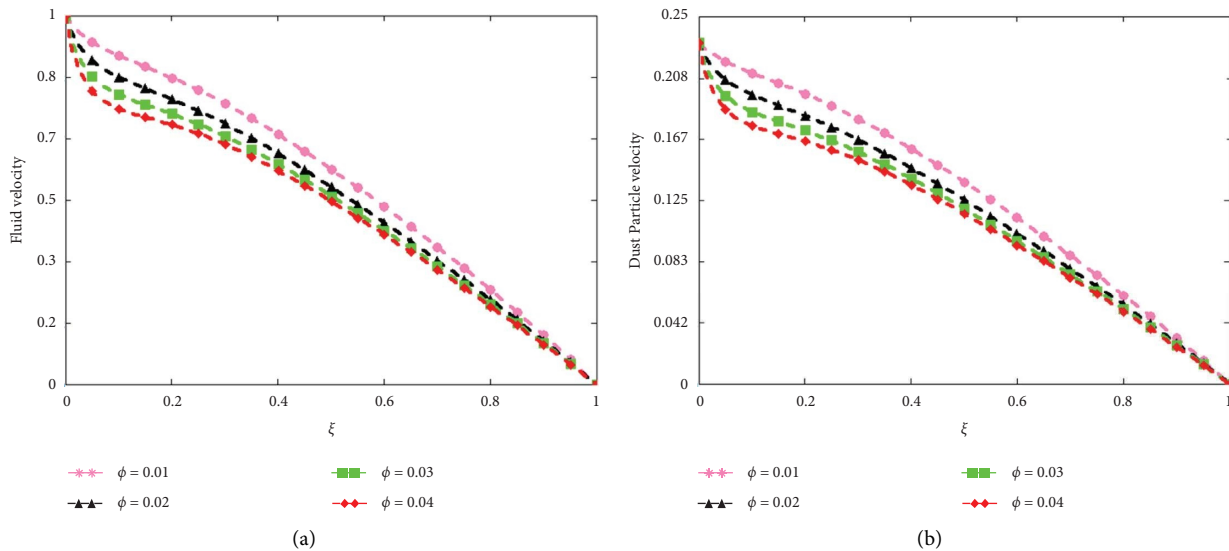 1
0.8
0.7
0.5
0.3
0.2
0
Fluid velocity
0 0.2 0.4 0.6 0.8 1
ξ
ϕ = 0.01
ϕ = 0.02
ϕ = 0.03
ϕ = 0.04
(a)
0.25
0.208
0.167
0.125
0.083
0.042
0
Dust Particle velocity
0 0.2 0.4 0.6 0.8 1
ξ
ϕ = 0.01
ϕ = 0.02
ϕ = 0.03
ϕ = 0.04
(b)